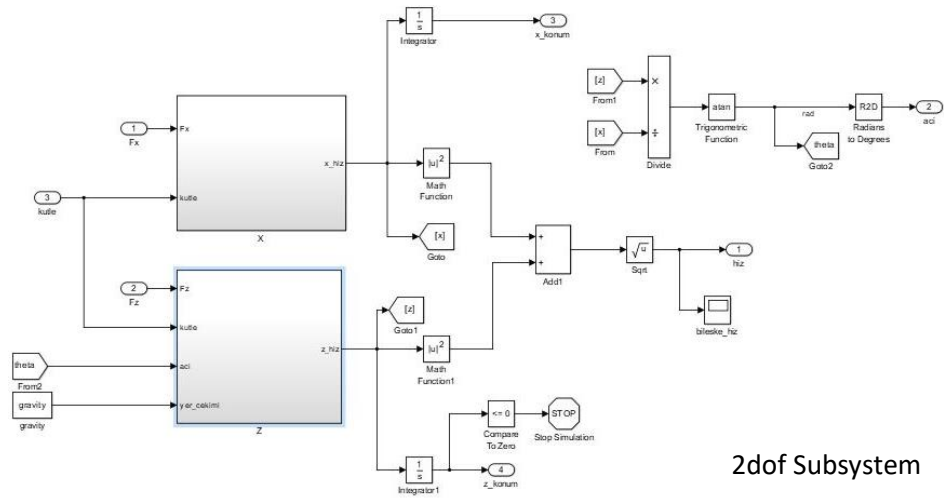 1
s
Integrator
3
x_konum
[z]
From1
[x]
From
×
÷
Divide
atan
Trigonometric
Function
rad
R2D
Radians
to Degrees
2
aci
theta
Goto2
1
Fx
Fx
x_hiz
kutle
X
3
kutle
|u|²
Math
Function
[x]
Goto
+
+
Add1
√u
Sqrt
1
hiz
bileske_hiz
2
Fz
Fz
kutle
z_hiz
aci
yer_cekimi
Z
theta
From2
gravity
gravity
[z]
Goto1
|u|²
Math
Function1
<= 0
Compare
To Zero
STOP
Stop Simulation
1
s
Integrator1
4
z_konum
2dof Subsystem